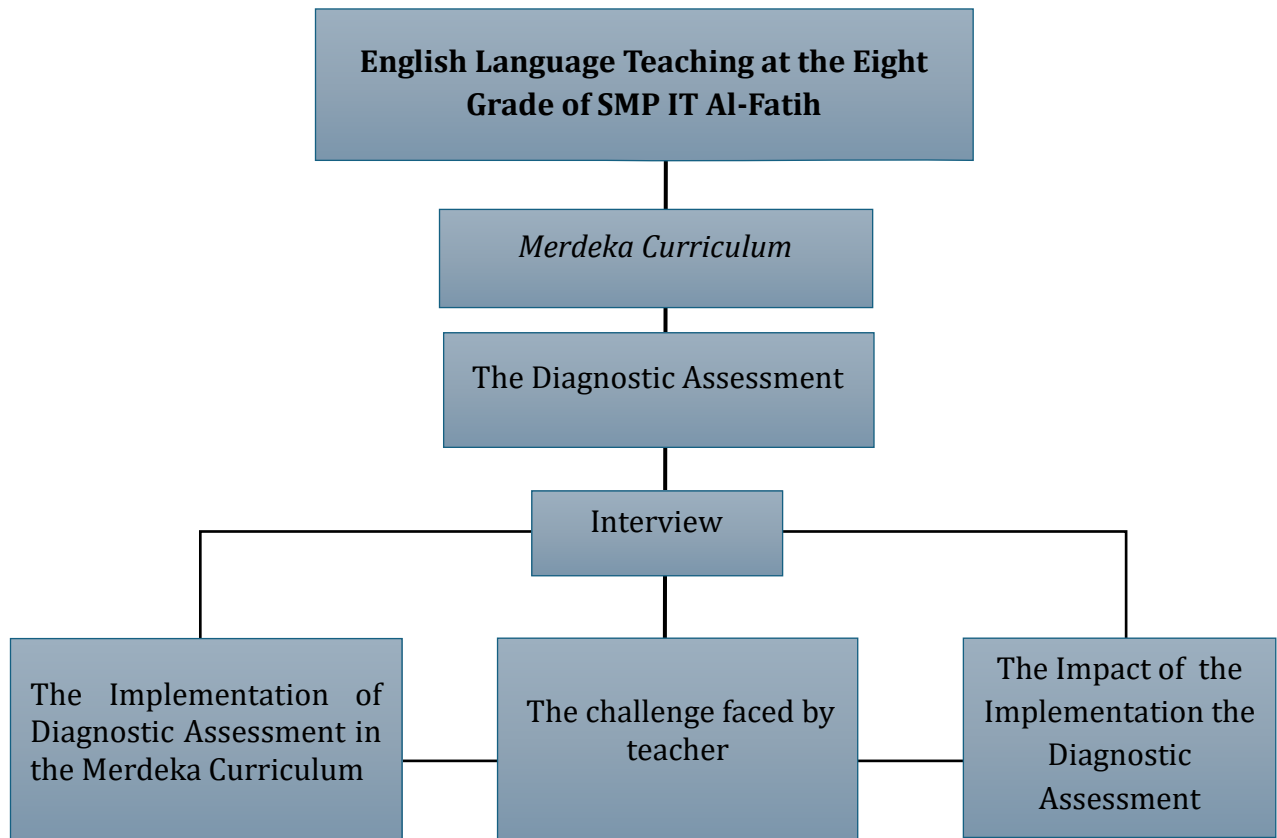 English Language Teaching at the Eight
Grade of SMP IT Al-Fatih
Merdeka Curriculum
The Diagnostic Assessment
Interview
The Implementation of
Diagnostic Assessment in
the Merdeka Curriculum
The challenge faced by
teacher
The Impact of the
Implementation the
Diagnostic
Assessment